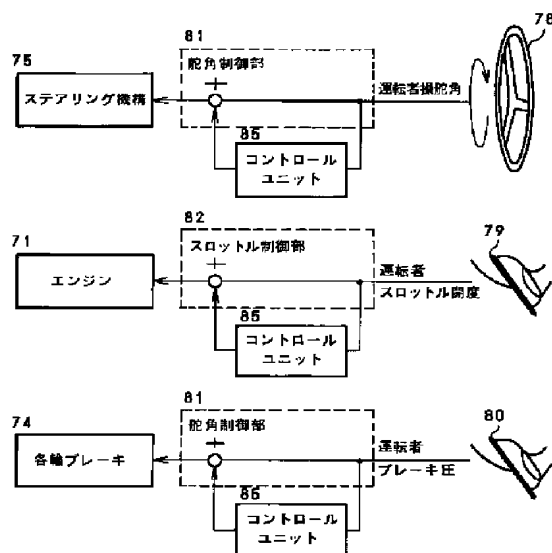 78
81
75
舵角制御部
ステアリング機構
運転者操舵角
85
コントロール
ユニット
82
71
スロットル制御部
79
エンジン
運転者
スロットル開度
85
コントロール
ユニット
81
74
舵角制御部
80
各輪ブレーキ
運転者
ブレーキ圧
85
コントロール
ユニット